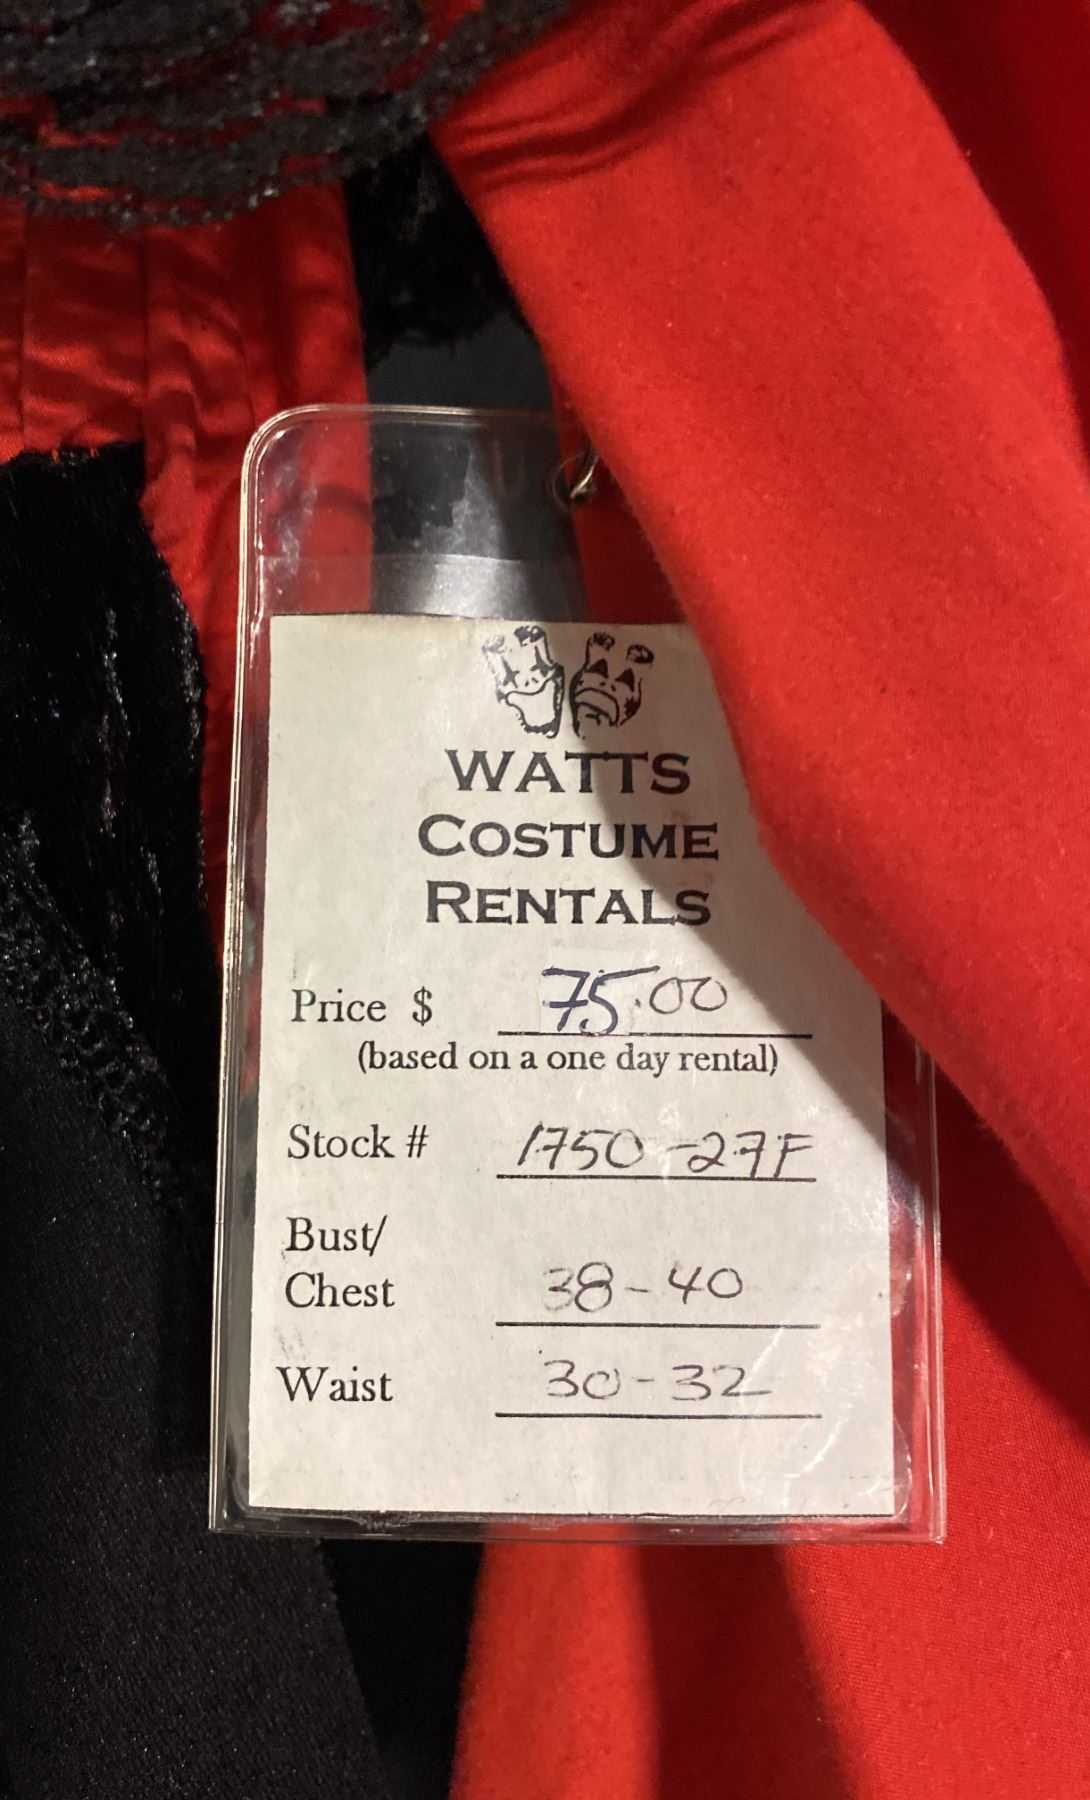 WATTS
COSTUME
RENTALS
Price $ 75.00
(based on a one day rental)
Stock # 1750-27F
Bust/
Chest 38-40
Waist 30-32